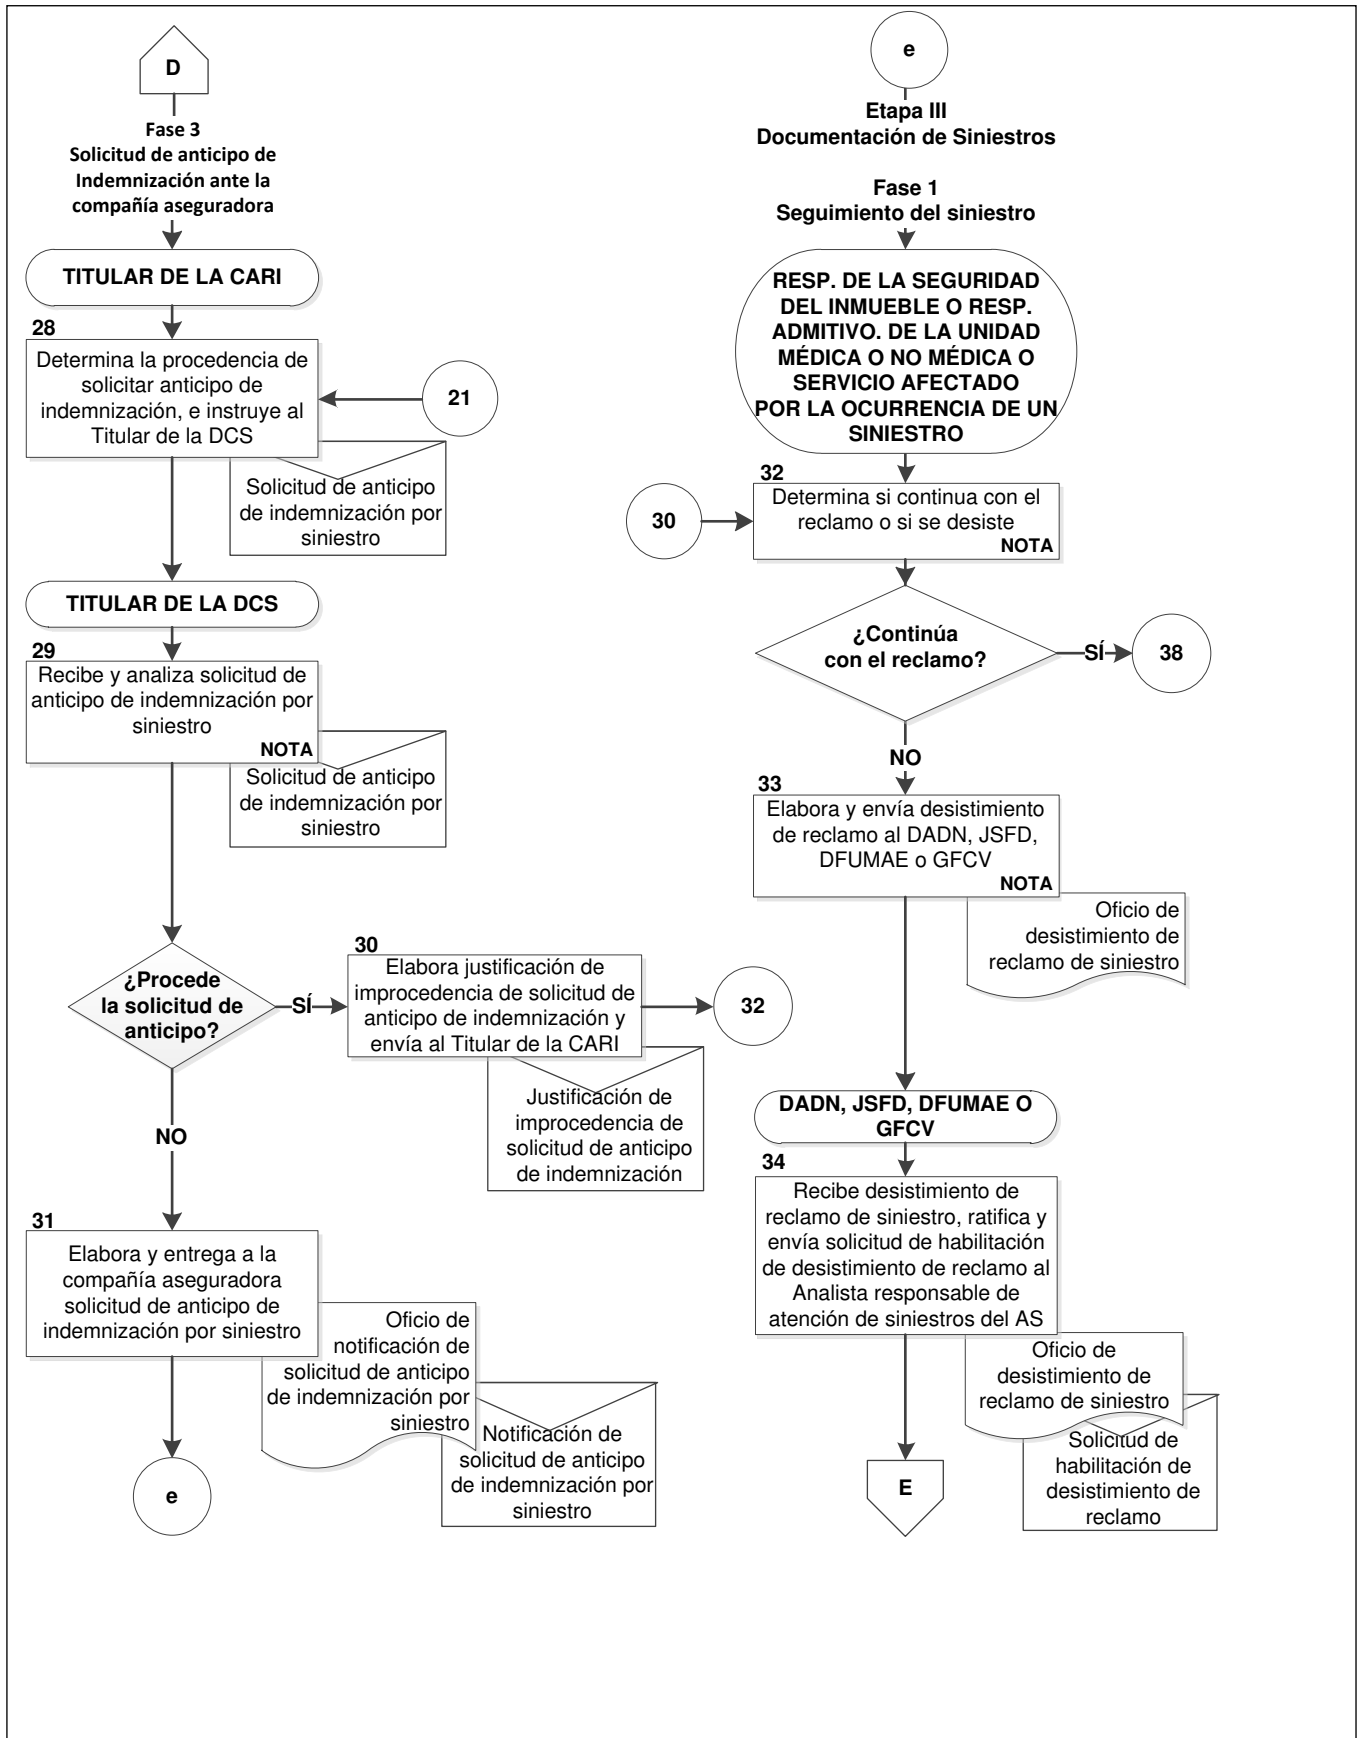 D
Fase 3
Solicitud de anticipo de
Indemnización ante la
compañía aseguradora
TITULAR DE LA CARI
28
Determina la procedencia de
solicitar anticipo de
indemnización, e instruye al
Titular de la DCS
21
Solicitud de anticipo
de indemnización por
siniestro
TITULAR DE LA DCS
29
Recibe y analiza solicitud de
anticipo de indemnización por
siniestro
NOTA
Solicitud de anticipo
de indemnización por
siniestro
¿Procede
la solicitud de
anticipo?
SÍ
30
Elabora justificación de
improcedencia de solicitud de
anticipo de indemnización y
envía al Titular de la CARI
32
Justificación de
improcedencia de
solicitud de anticipo
de indemnización
NO
31
Elabora y entrega a la
compañía aseguradora
solicitud de anticipo de
indemnización por siniestro
Oficio de
notificación de
solicitud de anticipo
de indemnización por
siniestro
Notificación de
solicitud de anticipo
de indemnización por
siniestro
e
e
Etapa III
Documentación de Siniestros
Fase 1
Seguimiento del siniestro
RESP. DE LA SEGURIDAD
DEL INMUEBLE O RESP.
ADMITIVO. DE LA UNIDAD
MÉDICA O NO MÉDICA O
SERVICIO AFECTADO
POR LA OCURRENCIA DE UN
SINIESTRO
32
Determina si continua con el
reclamo o si se desiste
NOTA
30
¿Continúa
con el reclamo?
SÍ
38
NO
33
Elabora y envía desistimiento
de reclamo al DADN, JSFD,
DFUMAE o GFCV
NOTA
Oficio de
desistimiento de
reclamo de siniestro
DADN, JSFD, DFUMAE O
GFCV
34
Recibe desistimiento de
reclamo de siniestro, ratifica y
envía solicitud de habilitación
de desistimiento de reclamo al
Analista responsable de
atención de siniestros del AS
Oficio de
desistimiento de
reclamo de siniestro
Solicitud de
habilitación de
desistimiento de
reclamo
E